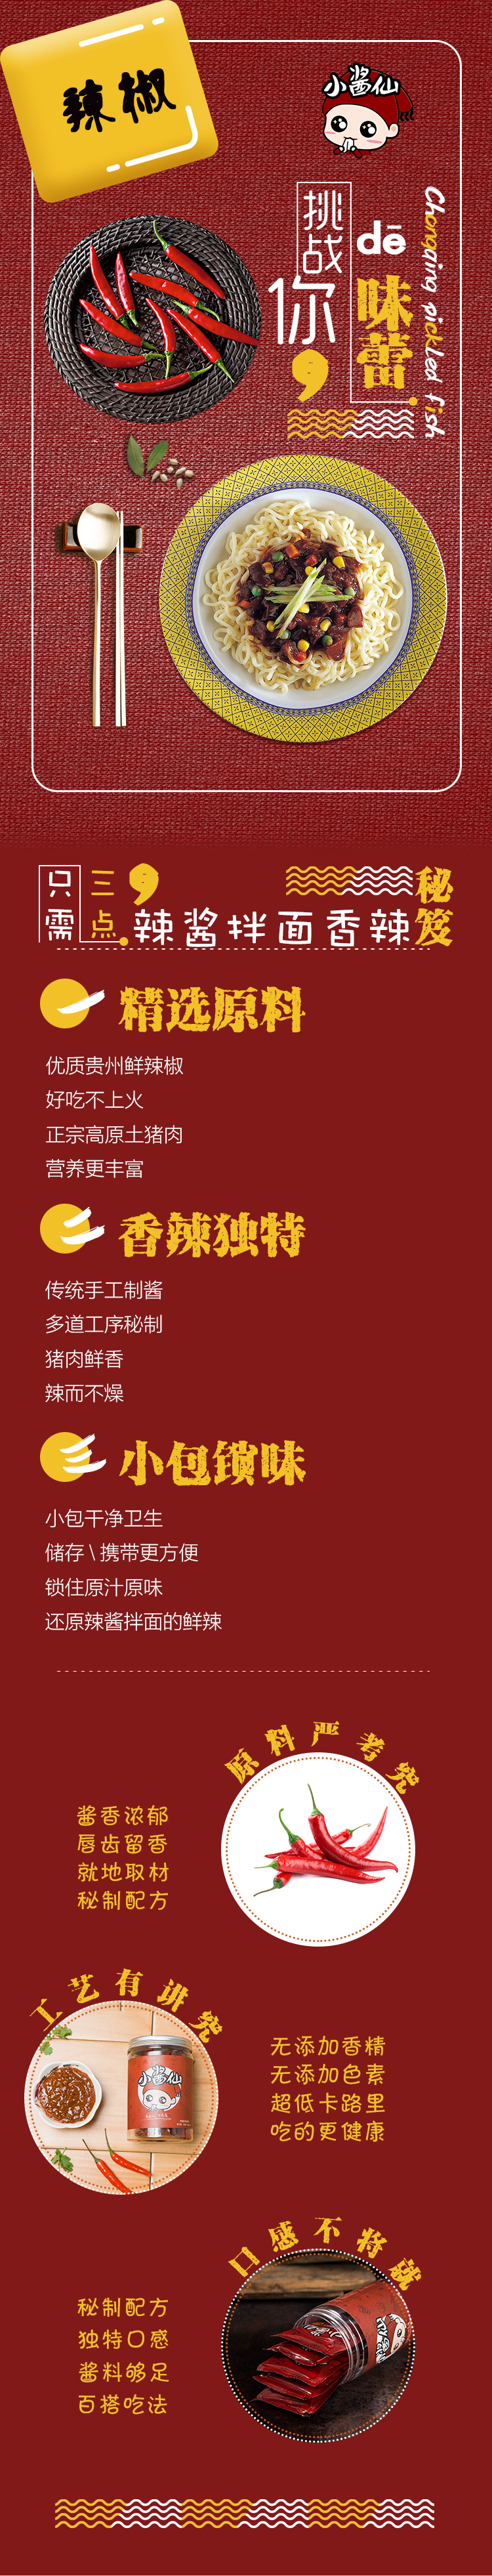 辣椒
小酱仙
挑战
你
dē
味蕾
，
Chongqing pickled fish
只需
三点
，
辣酱拌面香辣
秘笈
一
精选原料
优质贵州鲜辣椒
好吃不上火
正宗高原土猪肉
营养更丰富
二
香辣独特
传统手工制酱
多道工序秘制
猪肉鲜香
辣而不燥
三
小包锁味
小包干净卫生
储存 \ 携带更方便
锁住原汁原味
还原辣酱拌面的鲜辣
原料严考究
酱香浓郁
唇齿留香
就地取材
秘制配方
工艺有讲究
小酱仙
无添加香精
无添加色素
超低卡路里
吃的更健康
口感不将就
秘制配方
独特口感
酱料够足
百搭吃法